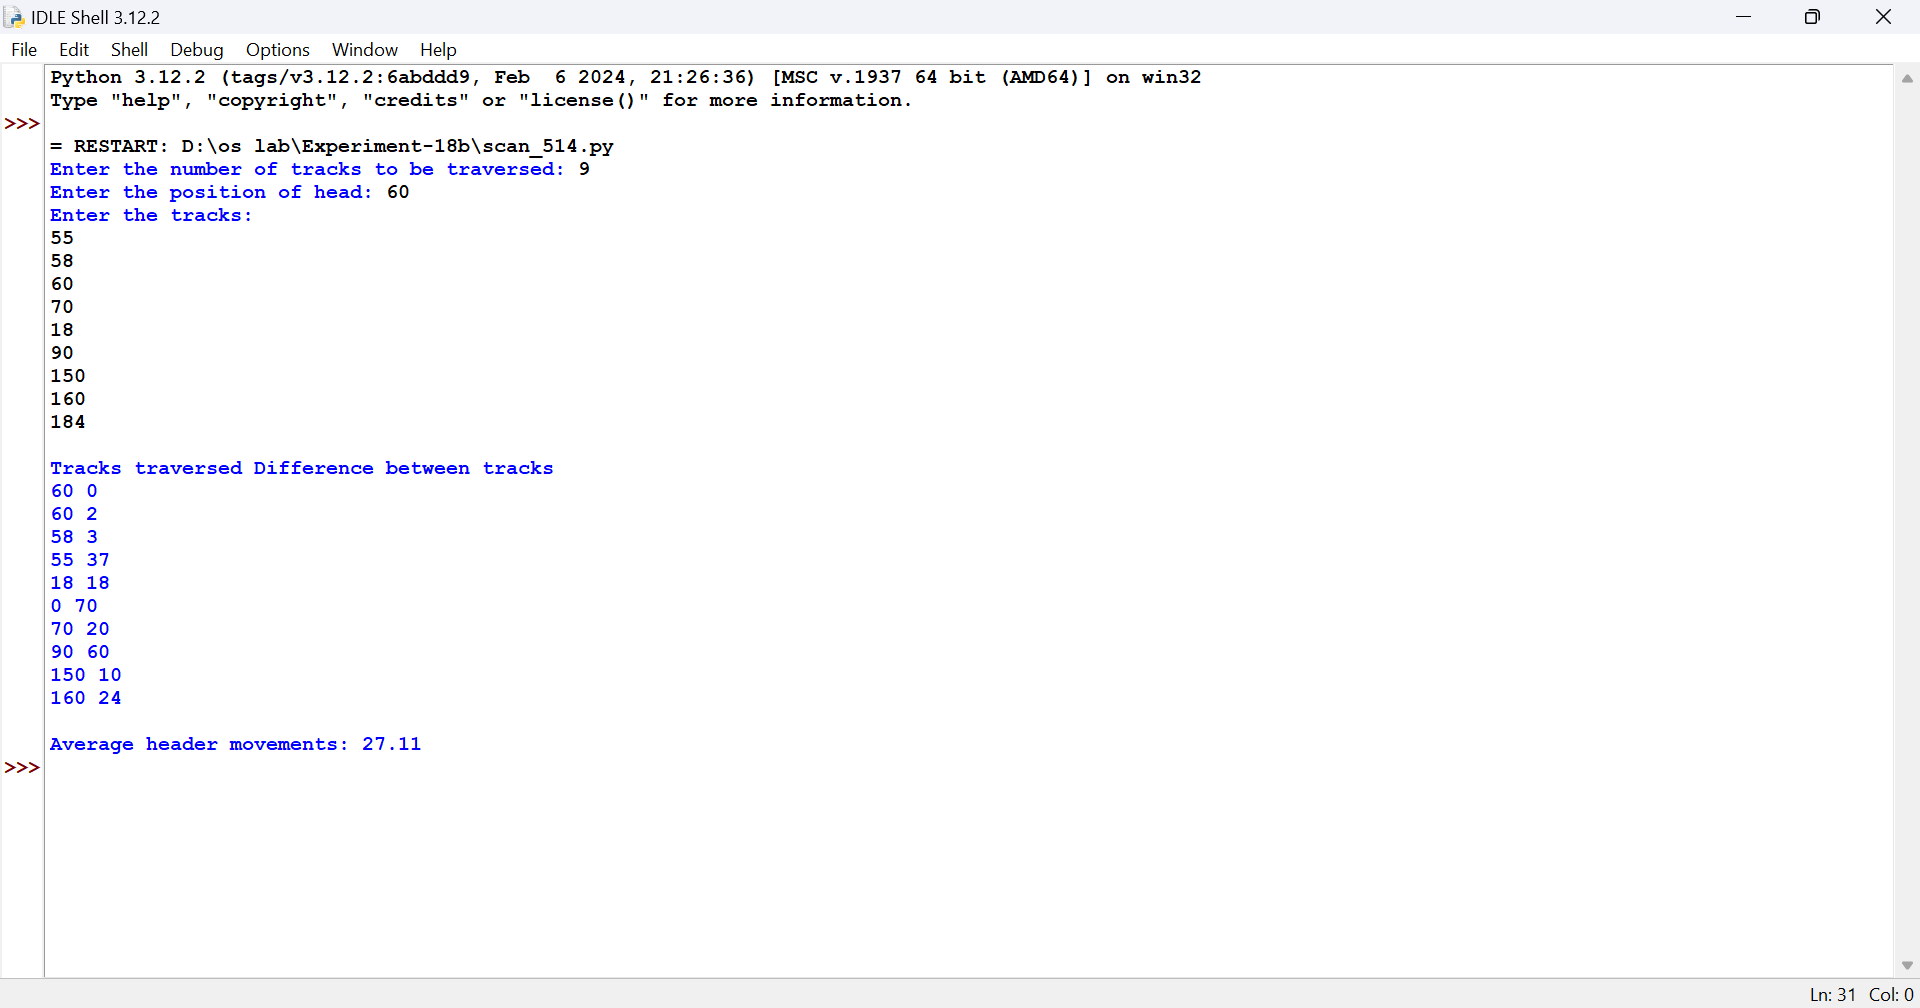 IDLE Shell 3.12.2
File Edit Shell Debug Options Window Help
Python 3.12.2 (tags/v3.12.2:6abddd9, Feb  6 2024, 21:26:36) [MSC v.1937 64 bit (AMD64)] on win32
Type "help", "copyright", "credits" or "license()" for more information.
>>>
= RESTART: D:\os lab\Experiment-18b\scan_514.py
Enter the number of tracks to be traversed: 9
Enter the position of head: 60
Enter the tracks:
55
58
60
70
18
90
150
160
184
Tracks traversed Difference between tracks
60 0
60 2
58 3
55 37
18 18
0 70
70 20
90 60
150 10
160 24
Average header movements: 27.11
>>>
Ln: 31 Col: 0